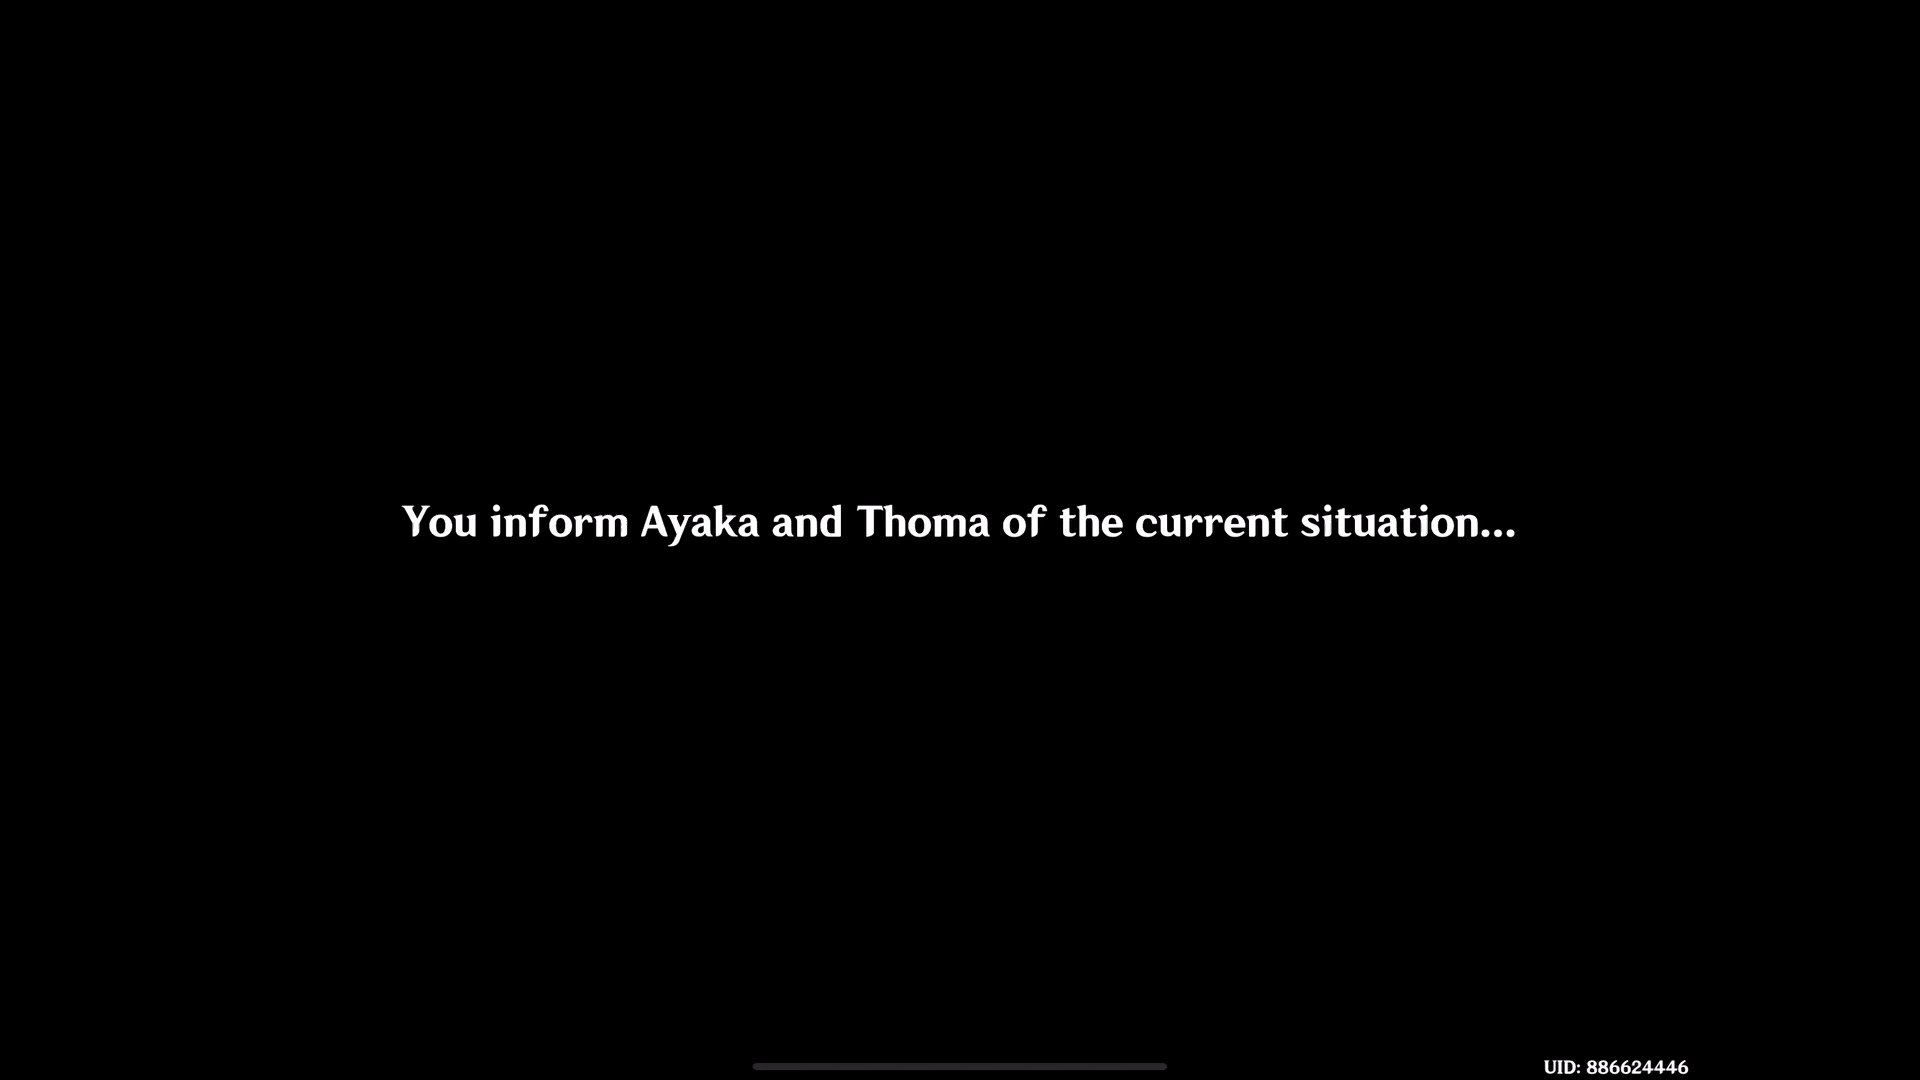 You inform Ayaka and Thoma of the current situation...
UID: 886624446